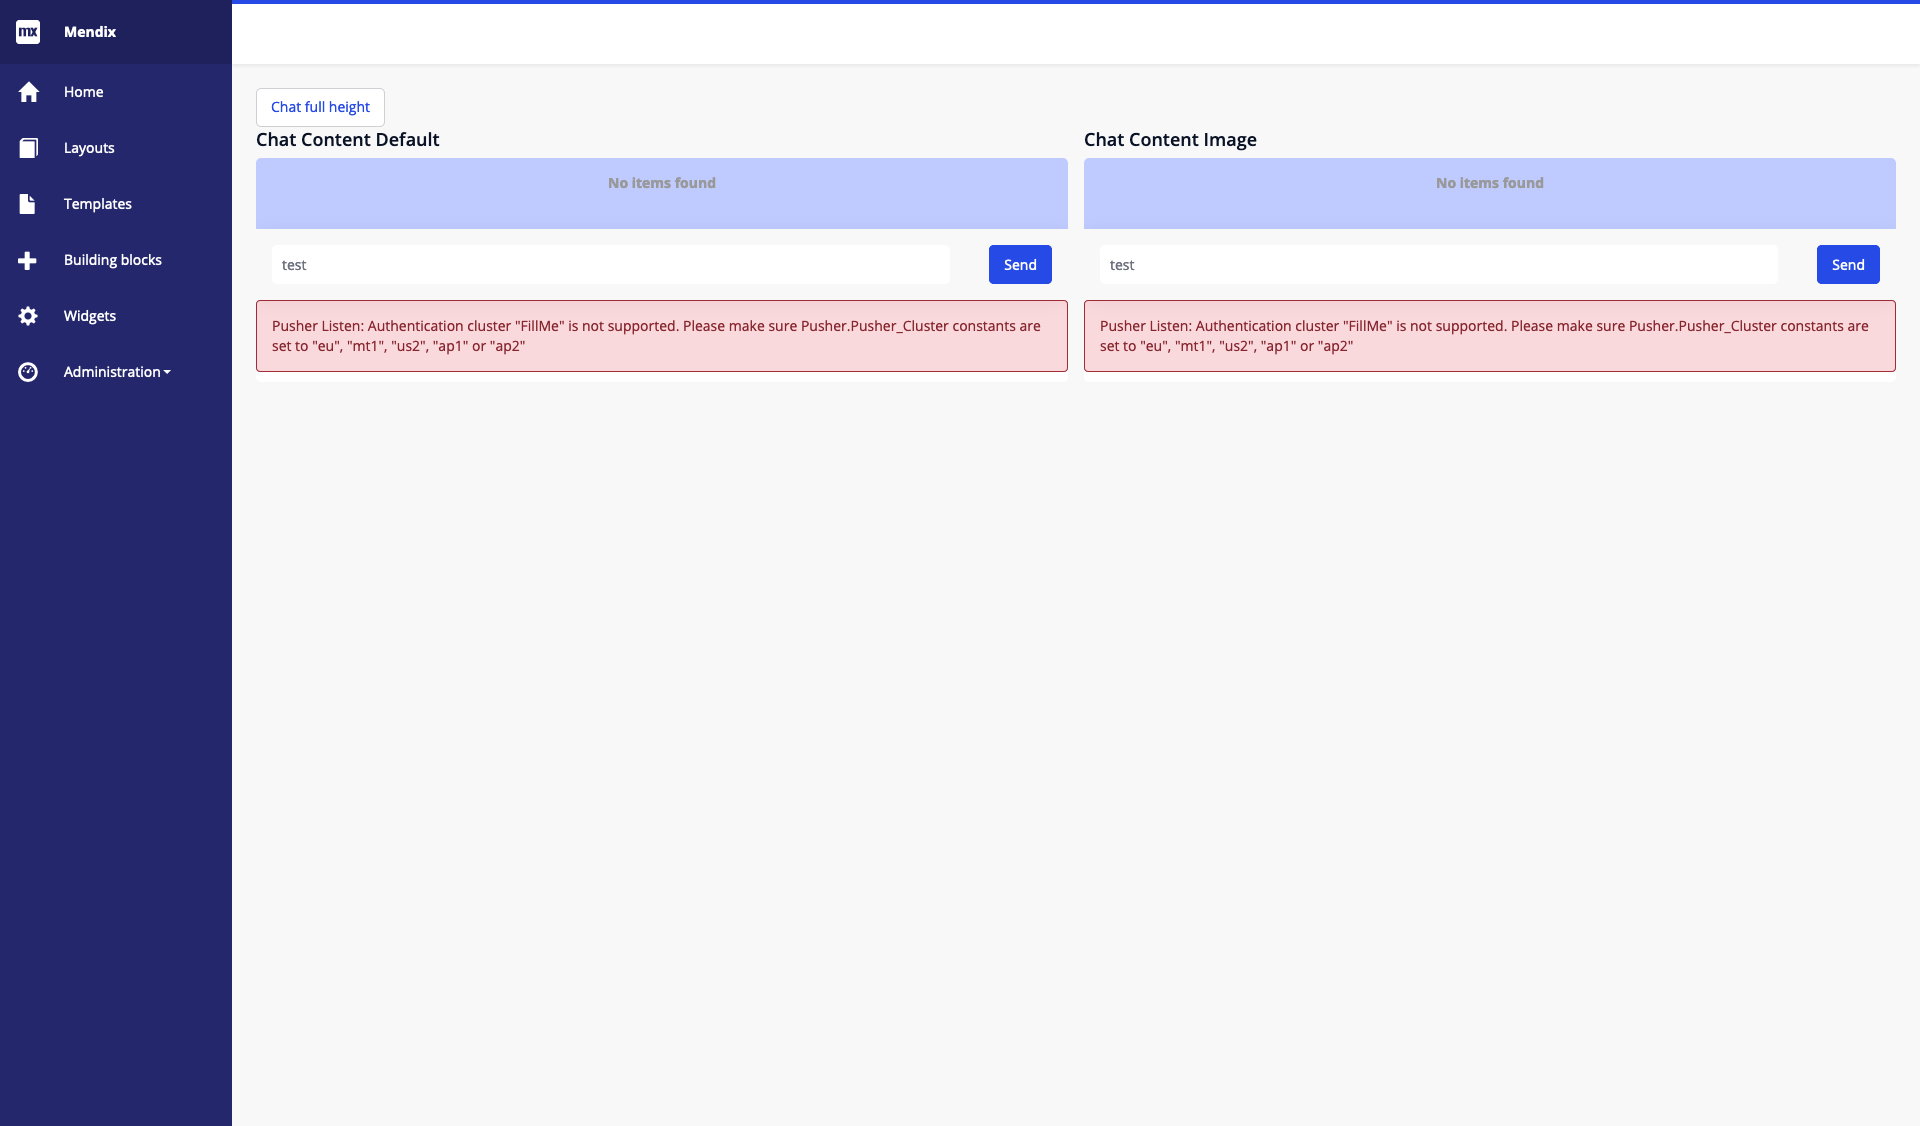 mx Mendix
Home
Layouts
Templates
Building blocks
Widgets
Administration
Chat full height
Chat Content Default
No items found
test
Send
Pusher Listen: Authentication cluster "FillMe" is not supported. Please make sure Pusher.Pusher_Cluster constants are
set to "eu", "mt1", "us2", "ap1" or "ap2"
Chat Content Image
No items found
test
Send
Pusher Listen: Authentication cluster "FillMe" is not supported. Please make sure Pusher.Pusher_Cluster constants are
set to "eu", "mt1", "us2", "ap1" or "ap2"